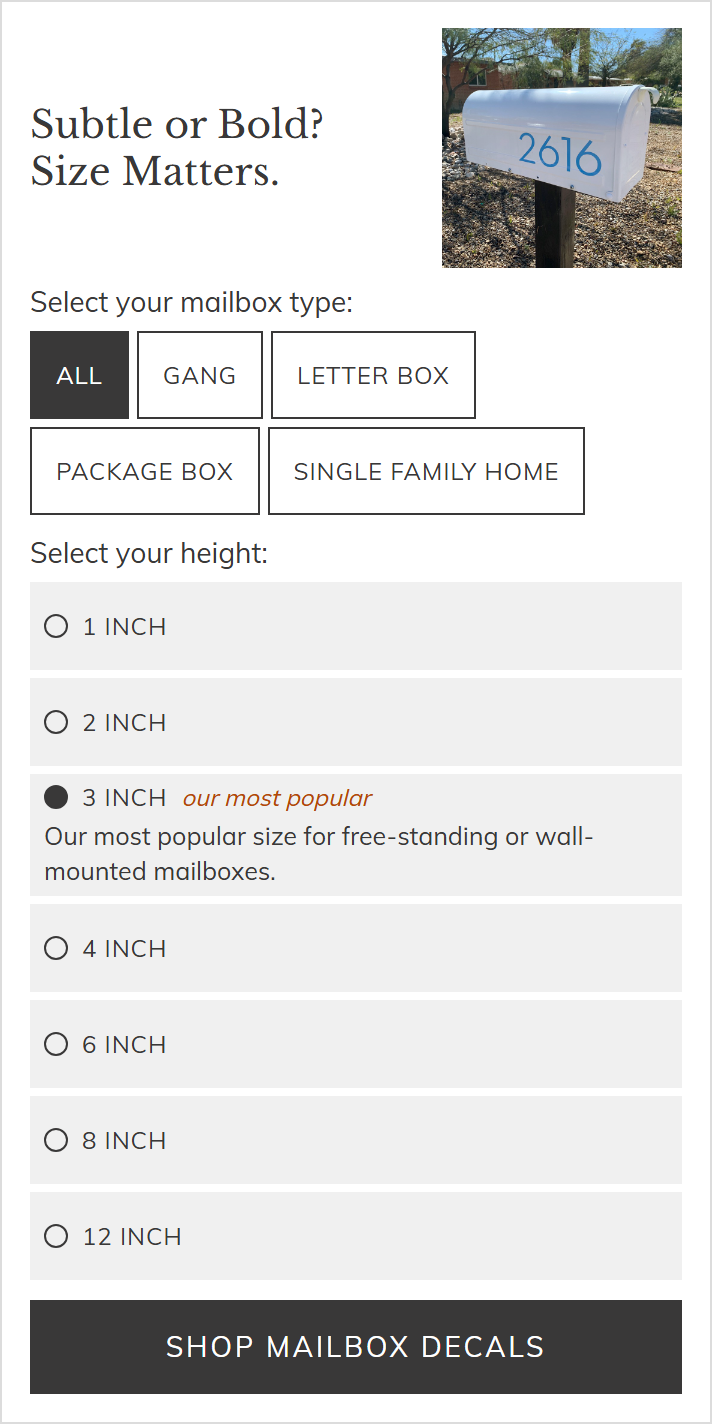 Subtle or Bold?
Size Matters.
2616
Select your mailbox type:
ALL
GANG
LETTER BOX
PACKAGE BOX
SINGLE FAMILY HOME
Select your height:
1 INCH
2 INCH
3 INCH our most popular
Our most popular size for free-standing or wall-
mounted mailboxes.
4 INCH
6 INCH
8 INCH
12 INCH
SHOP MAILBOX DECALS